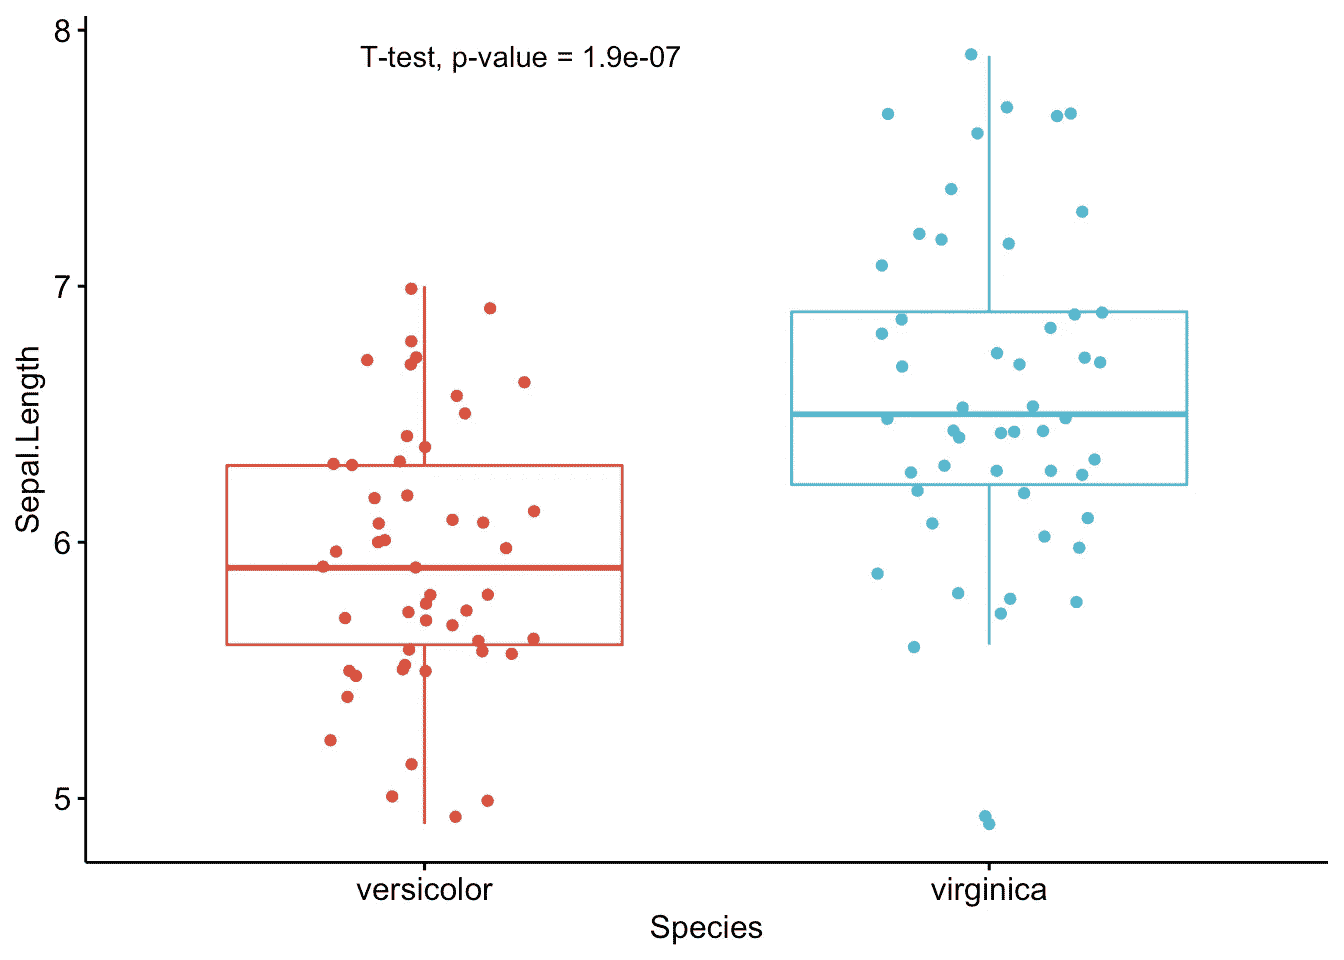 T-test, p-value = 1.9e-07
8
7
6
5
Sepal.Length
versicolor
virginica
Species